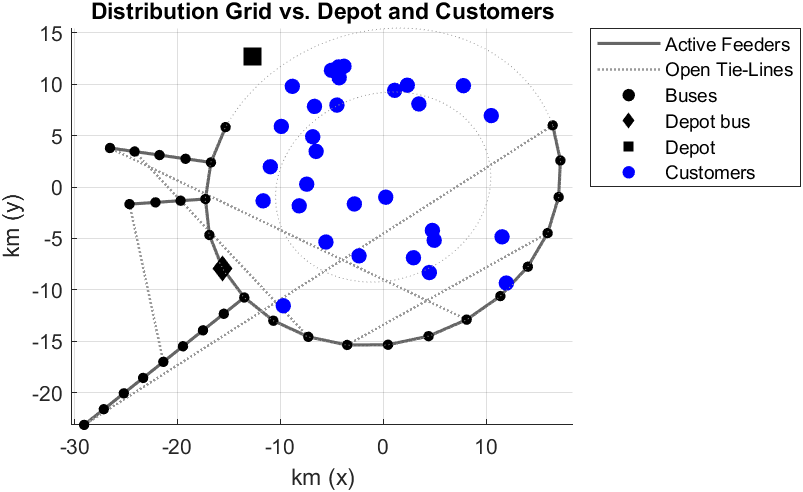 Distribution Grid vs. Depot and Customers
15
10
5
0
-5
-10
-15
-20
km (y)
-30
-20
-10
0
10
km (x)
Active Feeders
Open Tie-Lines
Buses
Depot bus
Depot
Customers